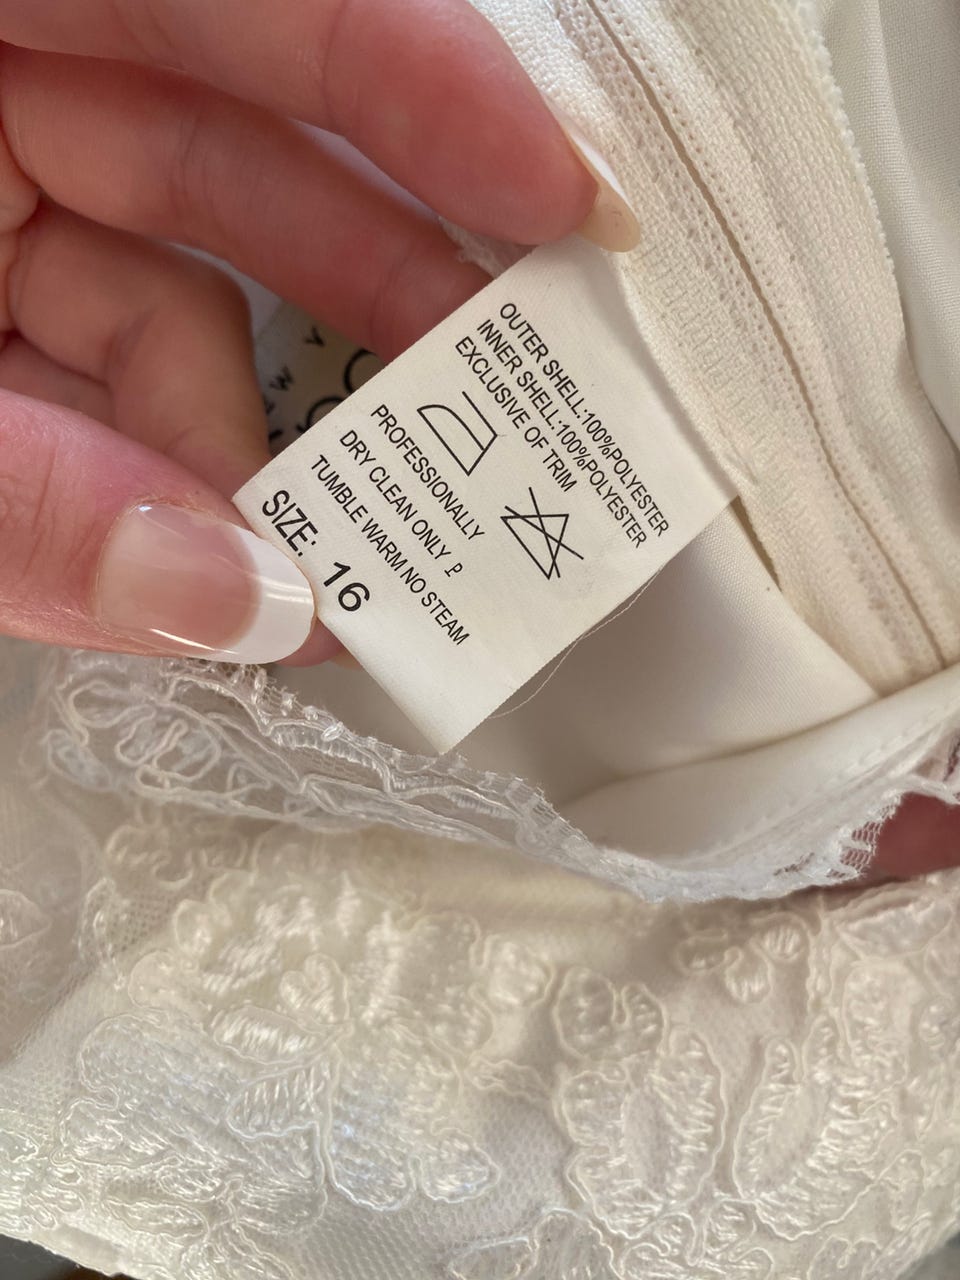 OUTER SHELL:100%POLYESTER
INNER SHELL:100%POLYESTER
EXCLUSIVE OF TRIM
PROFESSIONALLY
DRY CLEAN ONLY P
TUMBLE WARM NO STEAM
SIZE: 16